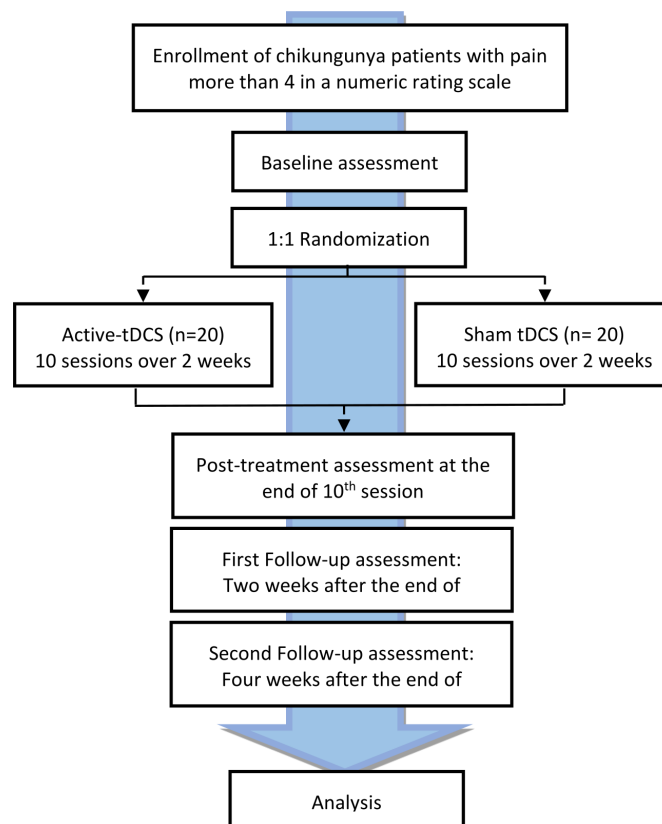 Enrollment of chikungunya patients with pain
more than 4 in a numeric rating scale
Baseline assessment
1:1 Randomization
Active-tDCS (n=20)
10 sessions over 2 weeks
Sham tDCS (n= 20)
10 sessions over 2 weeks
Post-treatment assessment at the
end of 10th session
First Follow-up assessment:
Two weeks after the end of
Second Follow-up assessment:
Four weeks after the end of
Analysis